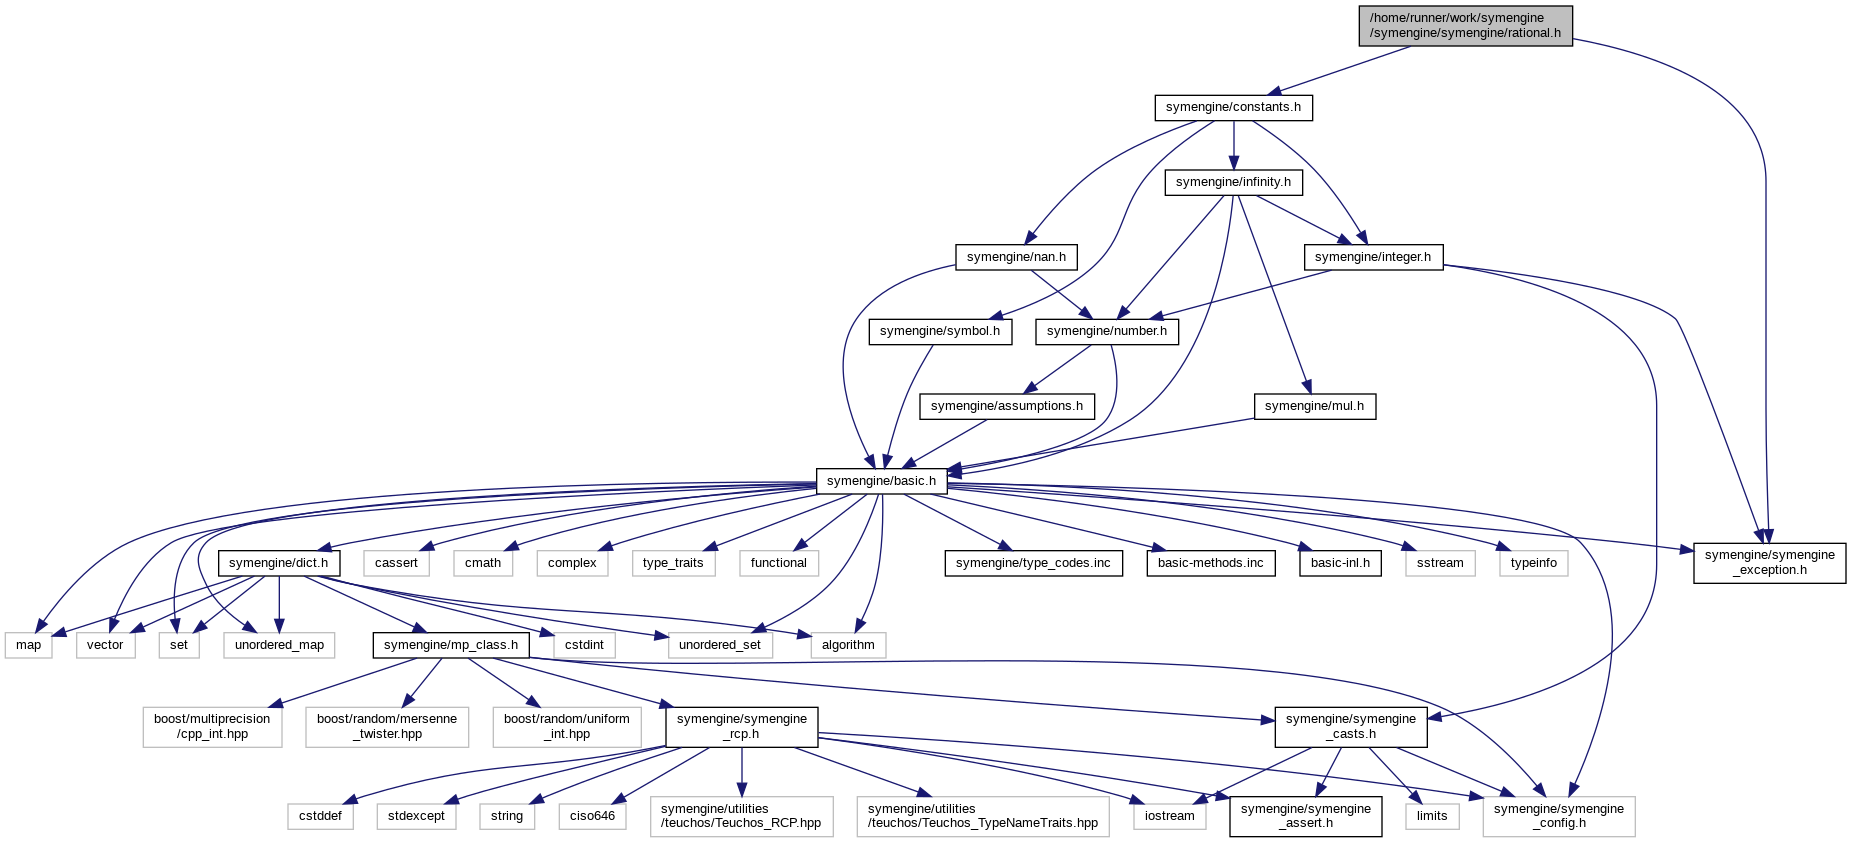 /home/runner/work/symengine
/symengine/symengine/rational.h
symengine/constants.h
symengine/infinity.h
symengine/nan.h
symengine/integer.h
symengine/symbol.h
symengine/number.h
symengine/assumptions.h
symengine/mul.h
symengine/basic.h
symengine/dict.h
cassert
cmath
complex
type_traits
functional
symengine/type_codes.inc
basic-methods.inc
basic-inl.h
sstream
typeinfo
symengine/symengine
_exception.h
map
vector
set
unordered_map
symengine/mp_class.h
cstdint
unordered_set
algorithm
boost/multiprecision
/cpp_int.hpp
boost/random/mersenne
_twister.hpp
boost/random/uniform
_int.hpp
symengine/symengine
_rcp.h
symengine/symengine
_casts.h
cstddef
stdexcept
string
ciso646
symengine/utilities
/teuchos/Teuchos_RCP.hpp
symengine/utilities
/teuchos/Teuchos_TypeNameTraits.hpp
iostream
symengine/symengine
_assert.h
limits
symengine/symengine
_config.h